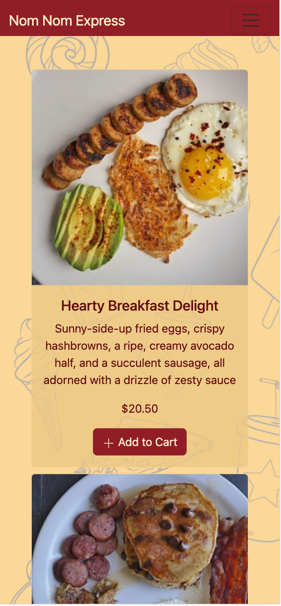 Nom Nom Express
Hearty Breakfast Delight
Sunny-side-up fried eggs, crispy
hashbrowns, a ripe, creamy avocado
half, and a succulent sausage, all
adorned with a drizzle of zesty sauce
$20.50
+ Add to Cart